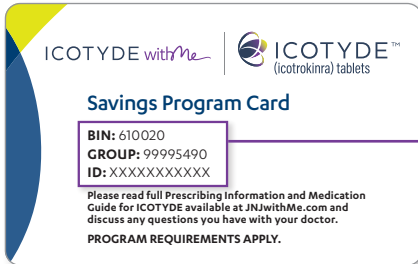 ICOTYDE withMe
ICOTYDE™
(icotrokinra) tablets
Savings Program Card
BIN: 610020
GROUP: 99995490
ID: XXXXXXXXXXX
Please read full Prescribing Information and Medication
Guide for ICOTYDE available at JNJwithMe.com and
discuss any questions you have with your doctor.
PROGRAM REQUIREMENTS APPLY.